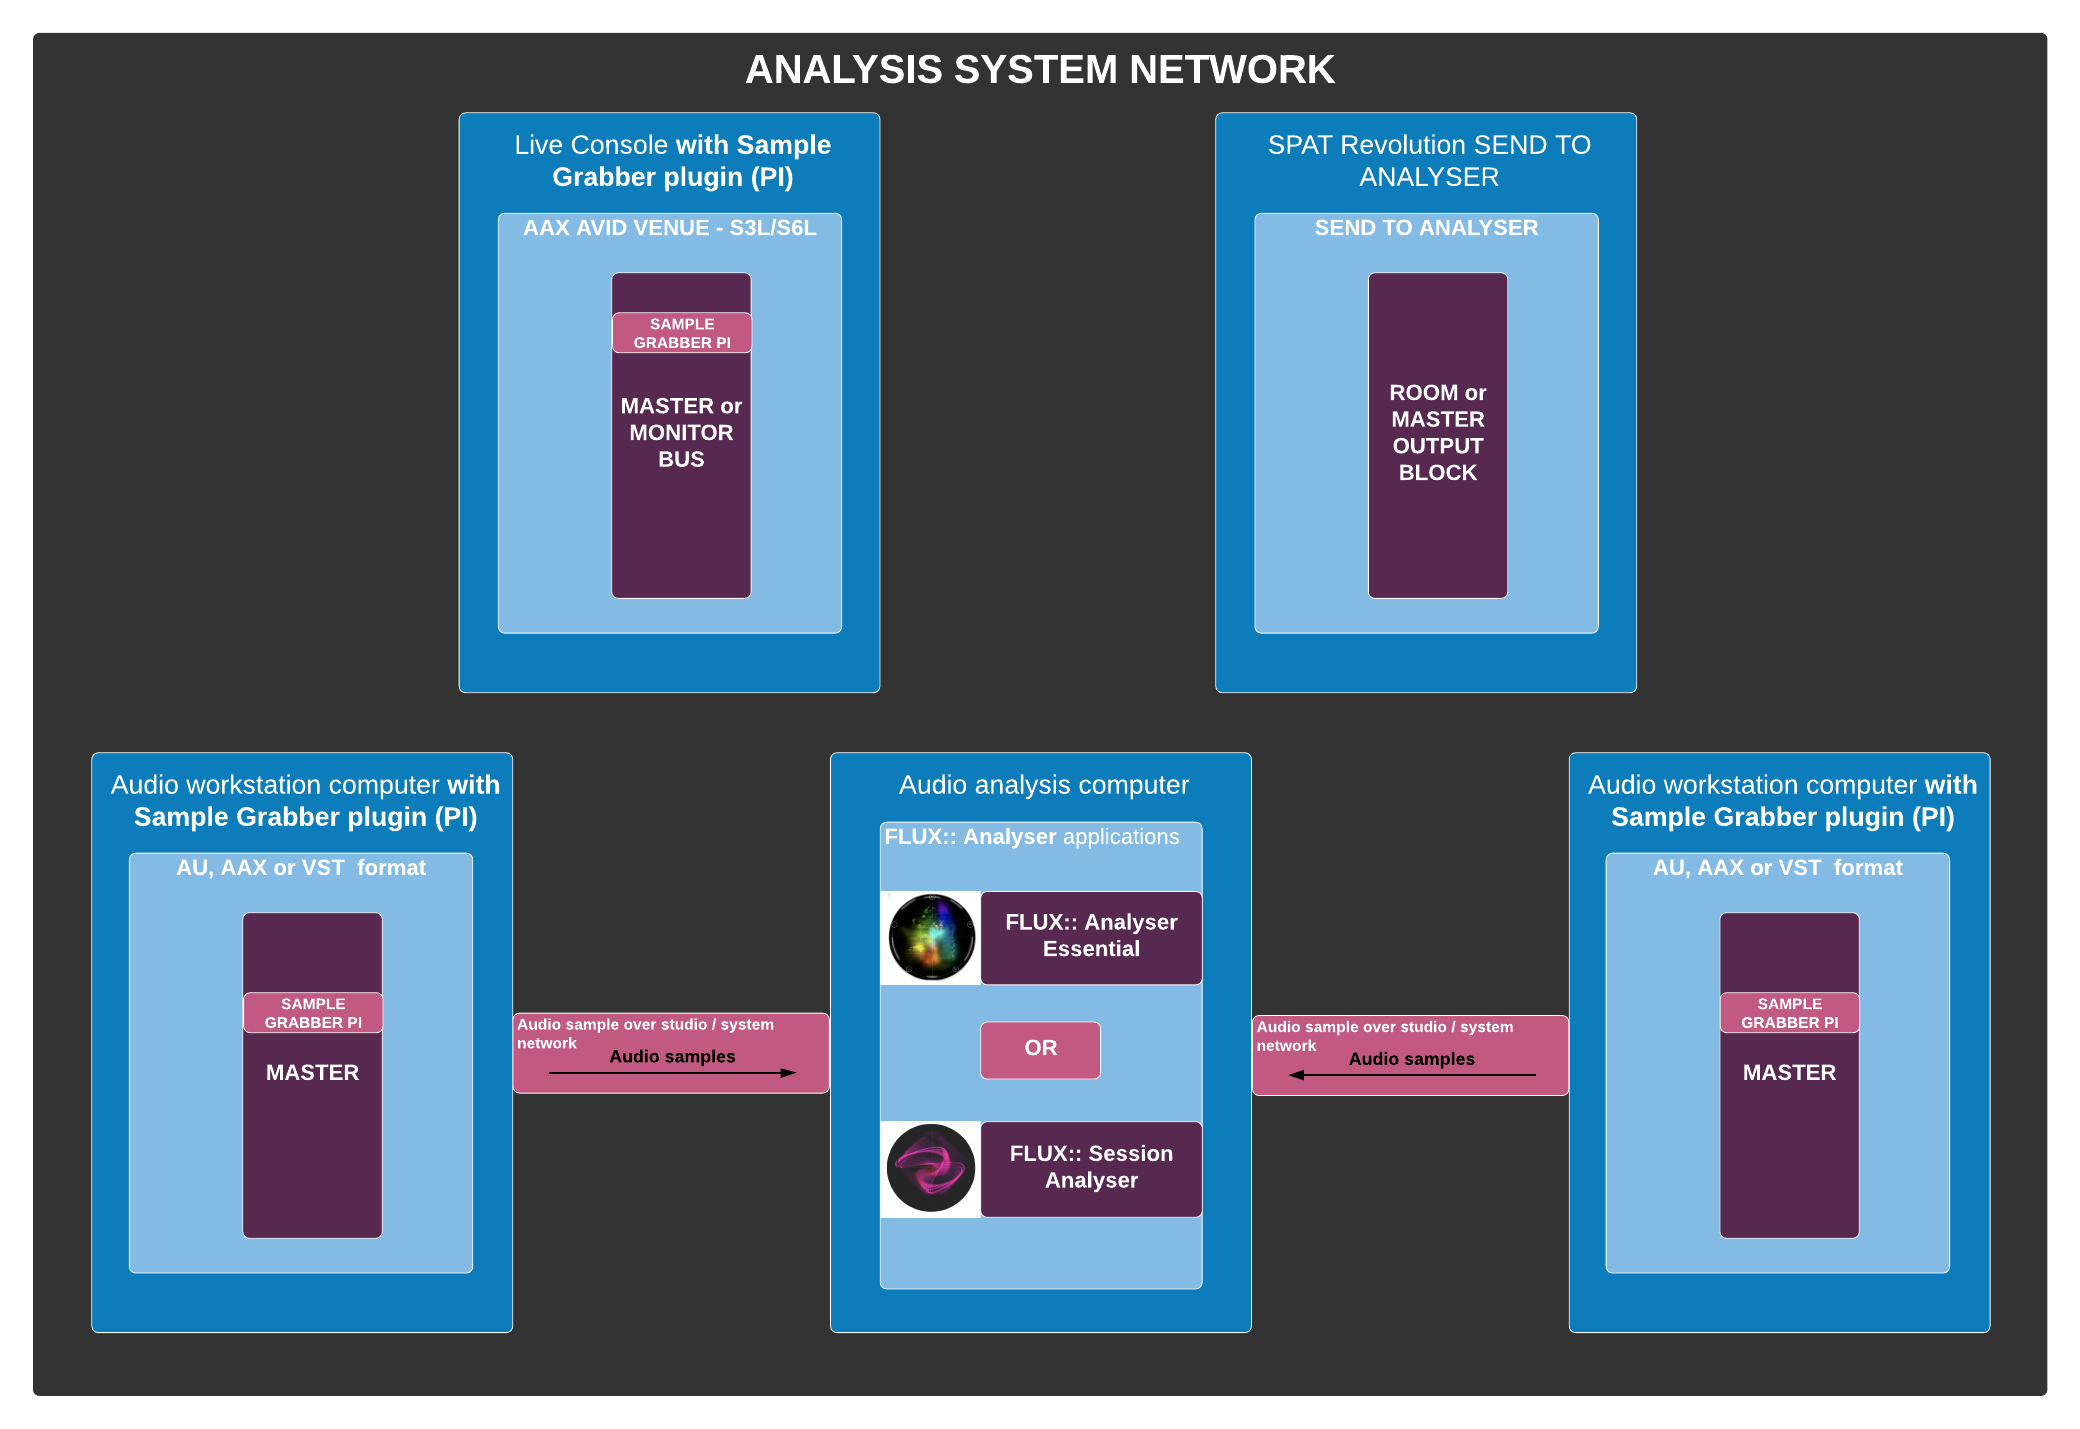 ANALYSIS SYSTEM NETWORK
Live Console with Sample
Grabber plugin (PI)
AAX AVID VENUE - S3L/S6L
SAMPLE
GRABBER PI
MASTER or
MONITOR
BUS
SPAT Revolution SEND TO
ANALYSER
SEND TO ANALYSER
ROOM or
MASTER
OUTPUT
BLOCK
Audio workstation computer with
Sample Grabber plugin (PI)
AU, AAX or VST  format
SAMPLE
GRABBER PI
MASTER
Audio sample over studio / system
network
Audio samples
Audio analysis computer
FLUX:: Analyser applications
FLUX:: Analyser
Essential
OR
FLUX:: Session
Analyser
Audio sample over studio / system
network
Audio samples
Audio workstation computer with
Sample Grabber plugin (PI)
AU, AAX or VST  format
SAMPLE
GRABBER PI
MASTER